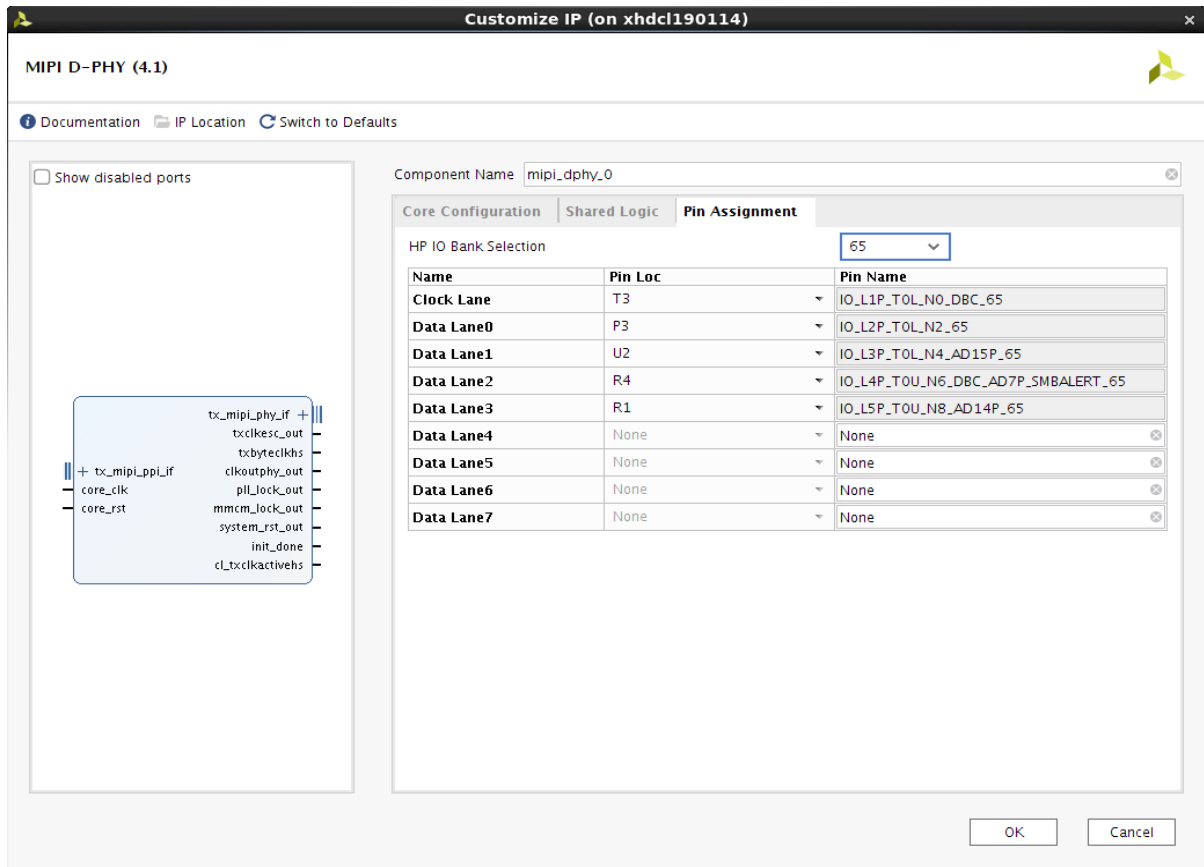 Customize IP (on xhdcl190114)
MIPI D-PHY (4.1)
Documentation IP Location Switch to Defaults
Show disabled ports
tx_mipi_phy_if
txclkesc_out
txbyteclkhs
tx_mipi_ppi_if clkoutphy_out
core_clk pll_lock_out
core_rst mmcm_lock_out
system_rst_out
init_done
cl_txclkactivehs
Component Name mipi_dphy_0
Core Configuration Shared Logic Pin Assignment
HP IO Bank Selection 65
Name Pin Loc Pin Name
Clock Lane T3 IO_L1P_T0L_N0_DBC_65
Data Lane0 P3 IO_L2P_T0L_N2_65
Data Lane1 U2 IO_L3P_T0L_N4_AD15P_65
Data Lane2 R4 IO_L4P_T0U_N6_DBC_AD7P_SMBALERT_65
Data Lane3 R1 IO_L5P_T0U_N8_AD14P_65
Data Lane4 None None
Data Lane5 None None
Data Lane6 None None
Data Lane7 None None
OK Cancel